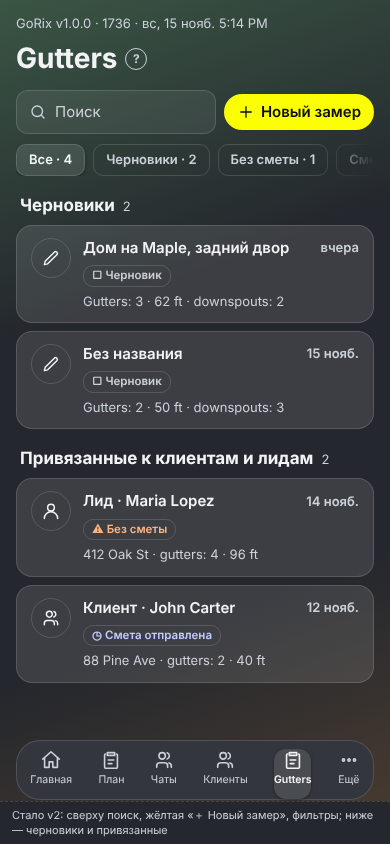 GoRix v1.0.0 · 1736 · вс, 15 нояб. 5:14 PM
Gutters ?
Поиск
+ Новый замер
Все · 4
Черновики · 2
Без сметы · 1
Черновики 2
Дом на Maple, задний двор
вчера
Черновик
Gutters: 3 · 62 ft · downspouts: 2
Без названия
15 нояб.
Черновик
Gutters: 2 · 50 ft · downspouts: 3
Привязанные к клиентам и лидам 2
Лид · Maria Lopez
14 нояб.
Без сметы
412 Oak St · gutters: 4 · 96 ft
Клиент · John Carter
12 нояб.
Смета отправлена
88 Pine Ave · gutters: 2 · 40 ft
Главная
План
Чаты
Клиенты
Gutters
Ещё
Стало v2: сверху поиск, жёлтая «+ Новый замер», фильтры; ниже
— черновики и привязанные